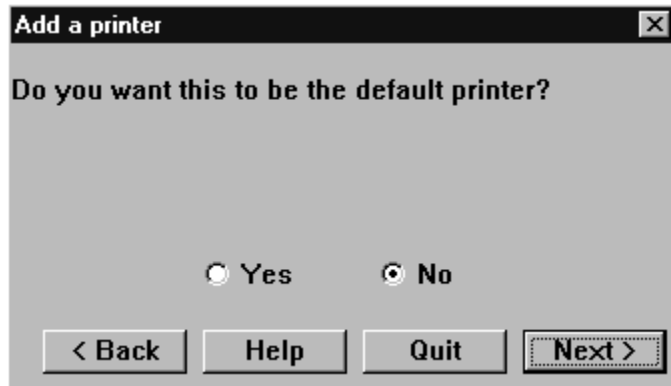 Add a printer
Do you want this to be the default printer?
Yes No
< Back Help Quit Next >